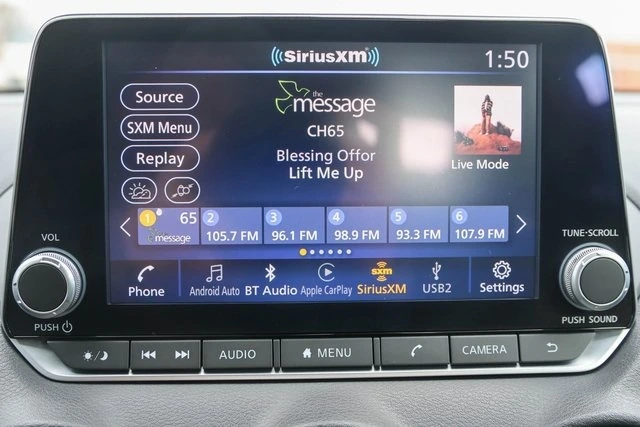 SiriusXM
1:50
Source
SXM Menu
Replay
the
message
CH65
Blessing Offor
Lift Me Up
Live Mode
1 65
the message
2 105.7 FM
3 96.1 FM
4 98.9 FM
5 93.3 FM
6 107.9 FM
Phone
Android Auto
BT Audio
Apple CarPlay
sxm
SiriusXM
USB2
Settings
VOL
PUSH
TUNE-SCROLL
PUSH SOUND
AUDIO
MENU
CAMERA